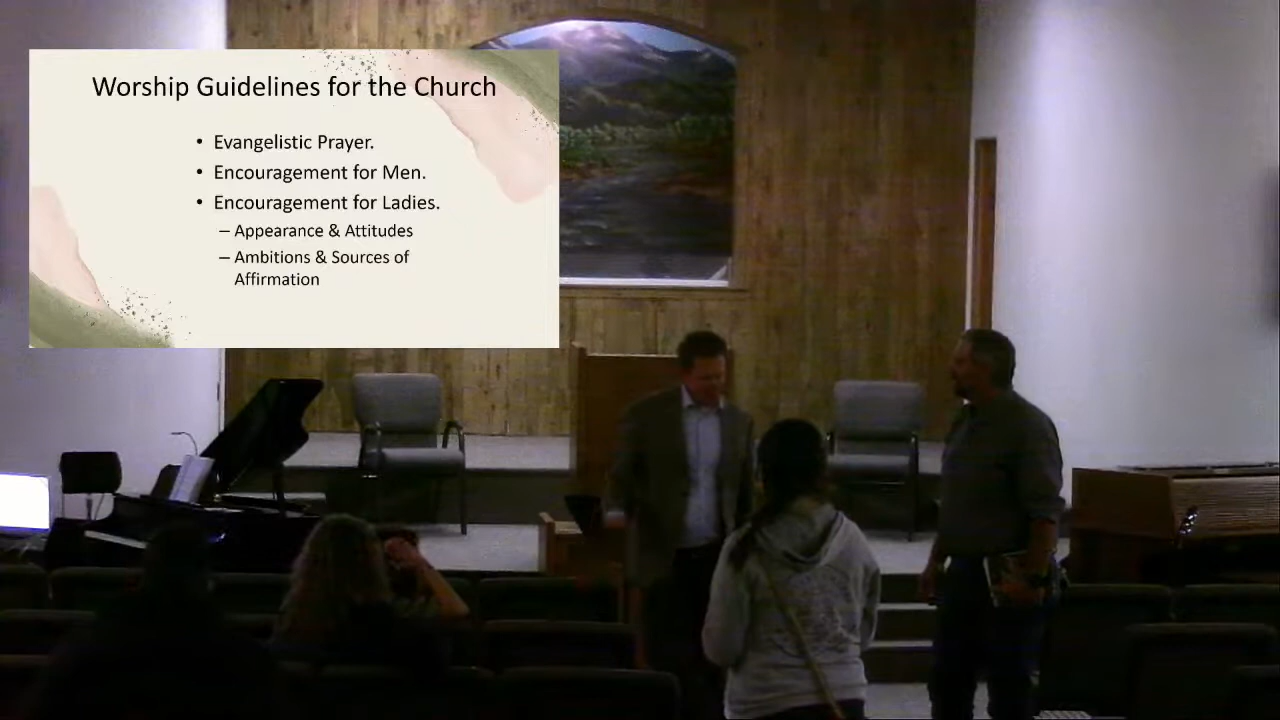 Worship Guidelines for the Church
• Evangelistic Prayer.
• Encouragement for Men.
• Encouragement for Ladies.
– Appearance & Attitudes
– Ambitions & Sources of
Affirmation